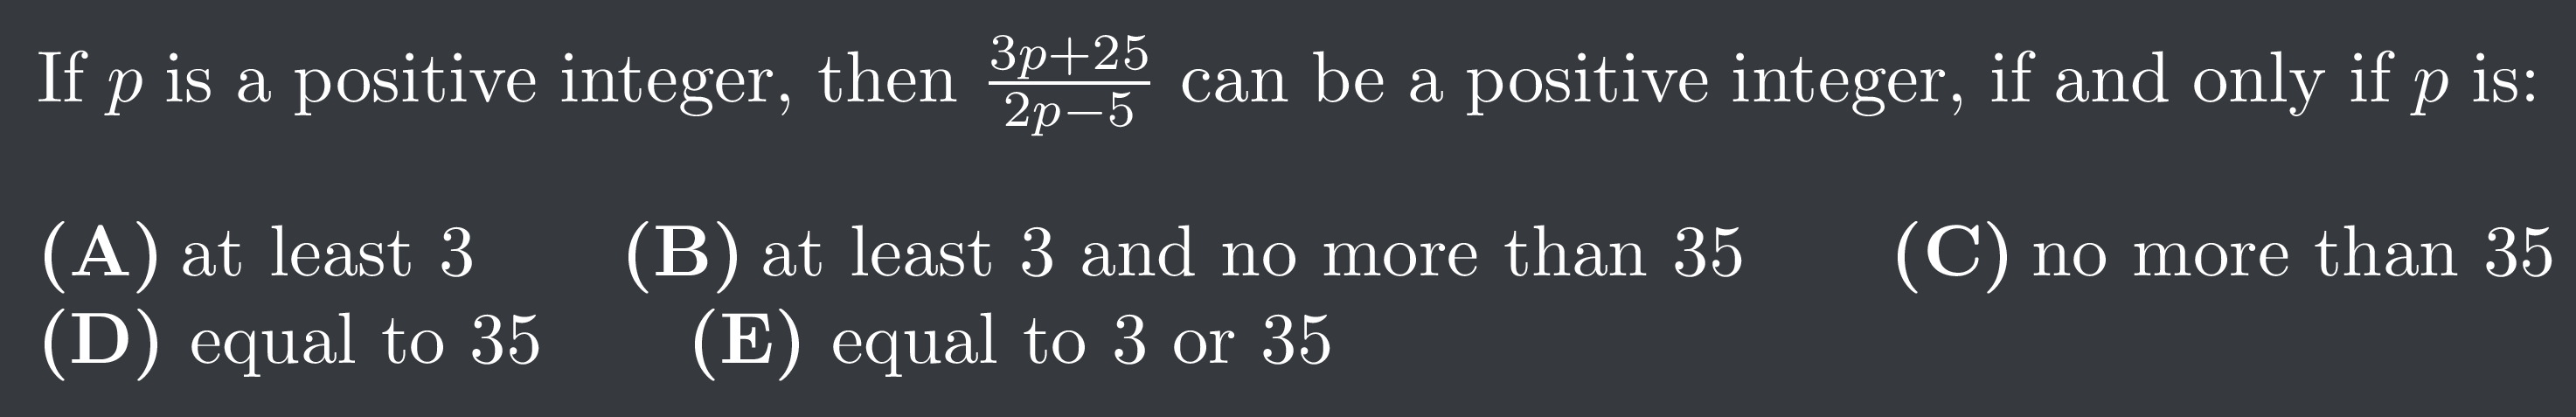 If p is a positive integer, then \frac{3p+25}{2p-5} can be a positive integer, if and only if p is:
(A) at least 3 (B) at least 3 and no more than 35 (C) no more than 35
(D) equal to 35 (E) equal to 3 or 35